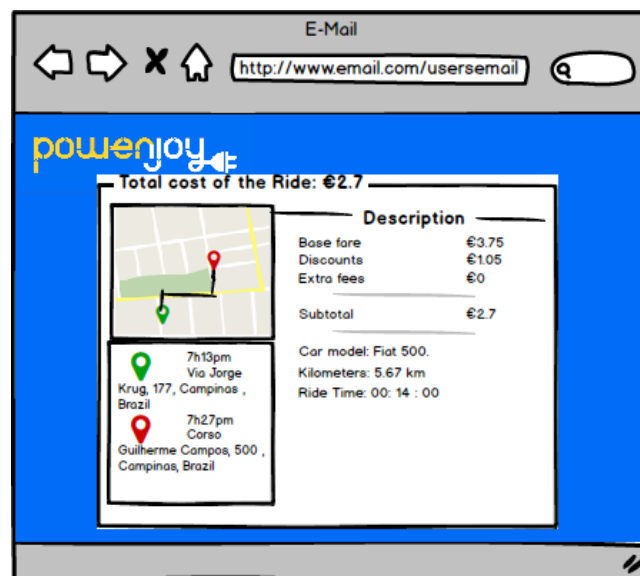 E-Mail
http://www.email.com/usersemail
powenjoy
Total cost of the Ride: €2.7
Description
Base fare €3.75
Discounts €1.05
Extra fees €0
Subtotal €2.7
Car model: Fiat 500.
Kilometers: 5.67 km
Ride Time: 00: 14 : 00
7h13pm
Via Jorge
Krug, 177, Campinas ,
Brazil
7h27pm
Corso
Guilherme Campos, 500 ,
Campinas, Brazil